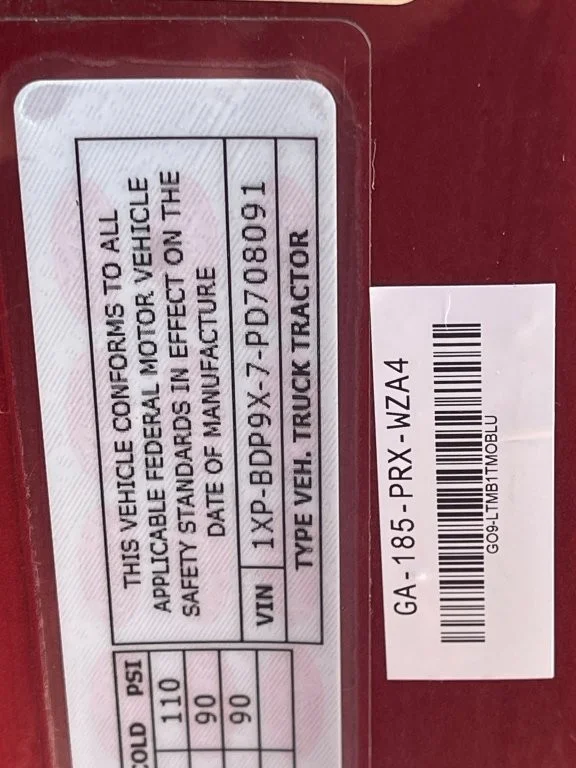 THIS VEHICLE CONFORMS TO ALL
APPLICABLE FEDERAL MOTOR VEHICLE
SAFETY STANDARDS IN EFFECT ON THE
DATE OF MANUFACTURE
VIN 1XP-BDP9X-7-PD708091
TYPE VEH. TRUCK TRACTOR
COLD PSI
110
90
90
GA-185-PRX-WZA4
GO9-LTMB1TMOBLU